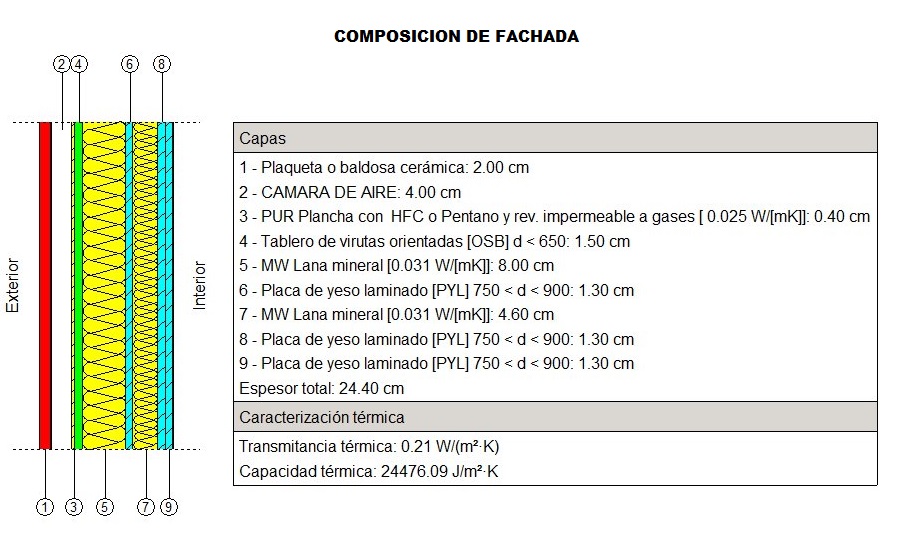 COMPOSICION DE FACHADA
2 4 6 8
Capas
1 - Plaqueta o baldosa cerámica: 2.00 cm
2 - CAMARA DE AIRE: 4.00 cm
3 - PUR Plancha con HFC o Pentano y rev. impermeable a gases [ 0.025 W/[mK]]: 0.40 cm
4 - Tablero de virutas orientadas [OSB] d < 650: 1.50 cm
5 - MW Lana mineral [0.031 W/[mK]]: 8.00 cm
6 - Placa de yeso laminado [PYL] 750 < d < 900: 1.30 cm
7 - MW Lana mineral [0.031 W/[mK]]: 4.60 cm
8 - Placa de yeso laminado [PYL] 750 < d < 900: 1.30 cm
9 - Placa de yeso laminado [PYL] 750 < d < 900: 1.30 cm
Espesor total: 24.40 cm
Caracterización térmica
Transmitancia térmica: 0.21 W/(m²·K)
Capacidad térmica: 24476.09 J/m²·K
Exterior
Interior
1 3 5 7 9